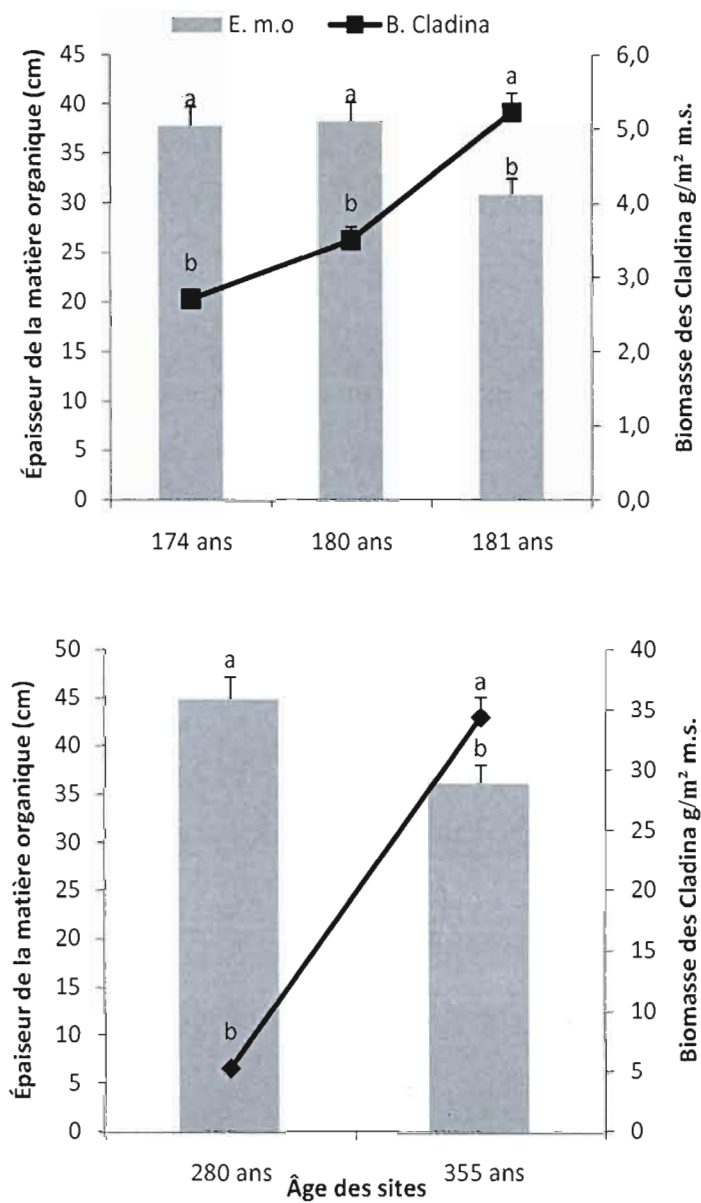 E. m.o B. Cladina
Épaisseur de la matière organique (cm)
45
40
35
30
25
20
15
10
5
0
a
a
a
b
b
b
6,0
5,0
4,0
3,0
2,0
1,0
0,0
Biomasse des Claldina g/m² m.s.
174 ans 180 ans 181 ans
Épaiseur de la matière organique (cm)
50
45
40
35
30
25
20
15
10
5
0
a
a
b
b
40
35
30
25
20
15
10
5
0
Biomasse des Cladina g/m² m.s.
280 ans 355 ans
Âge des sites